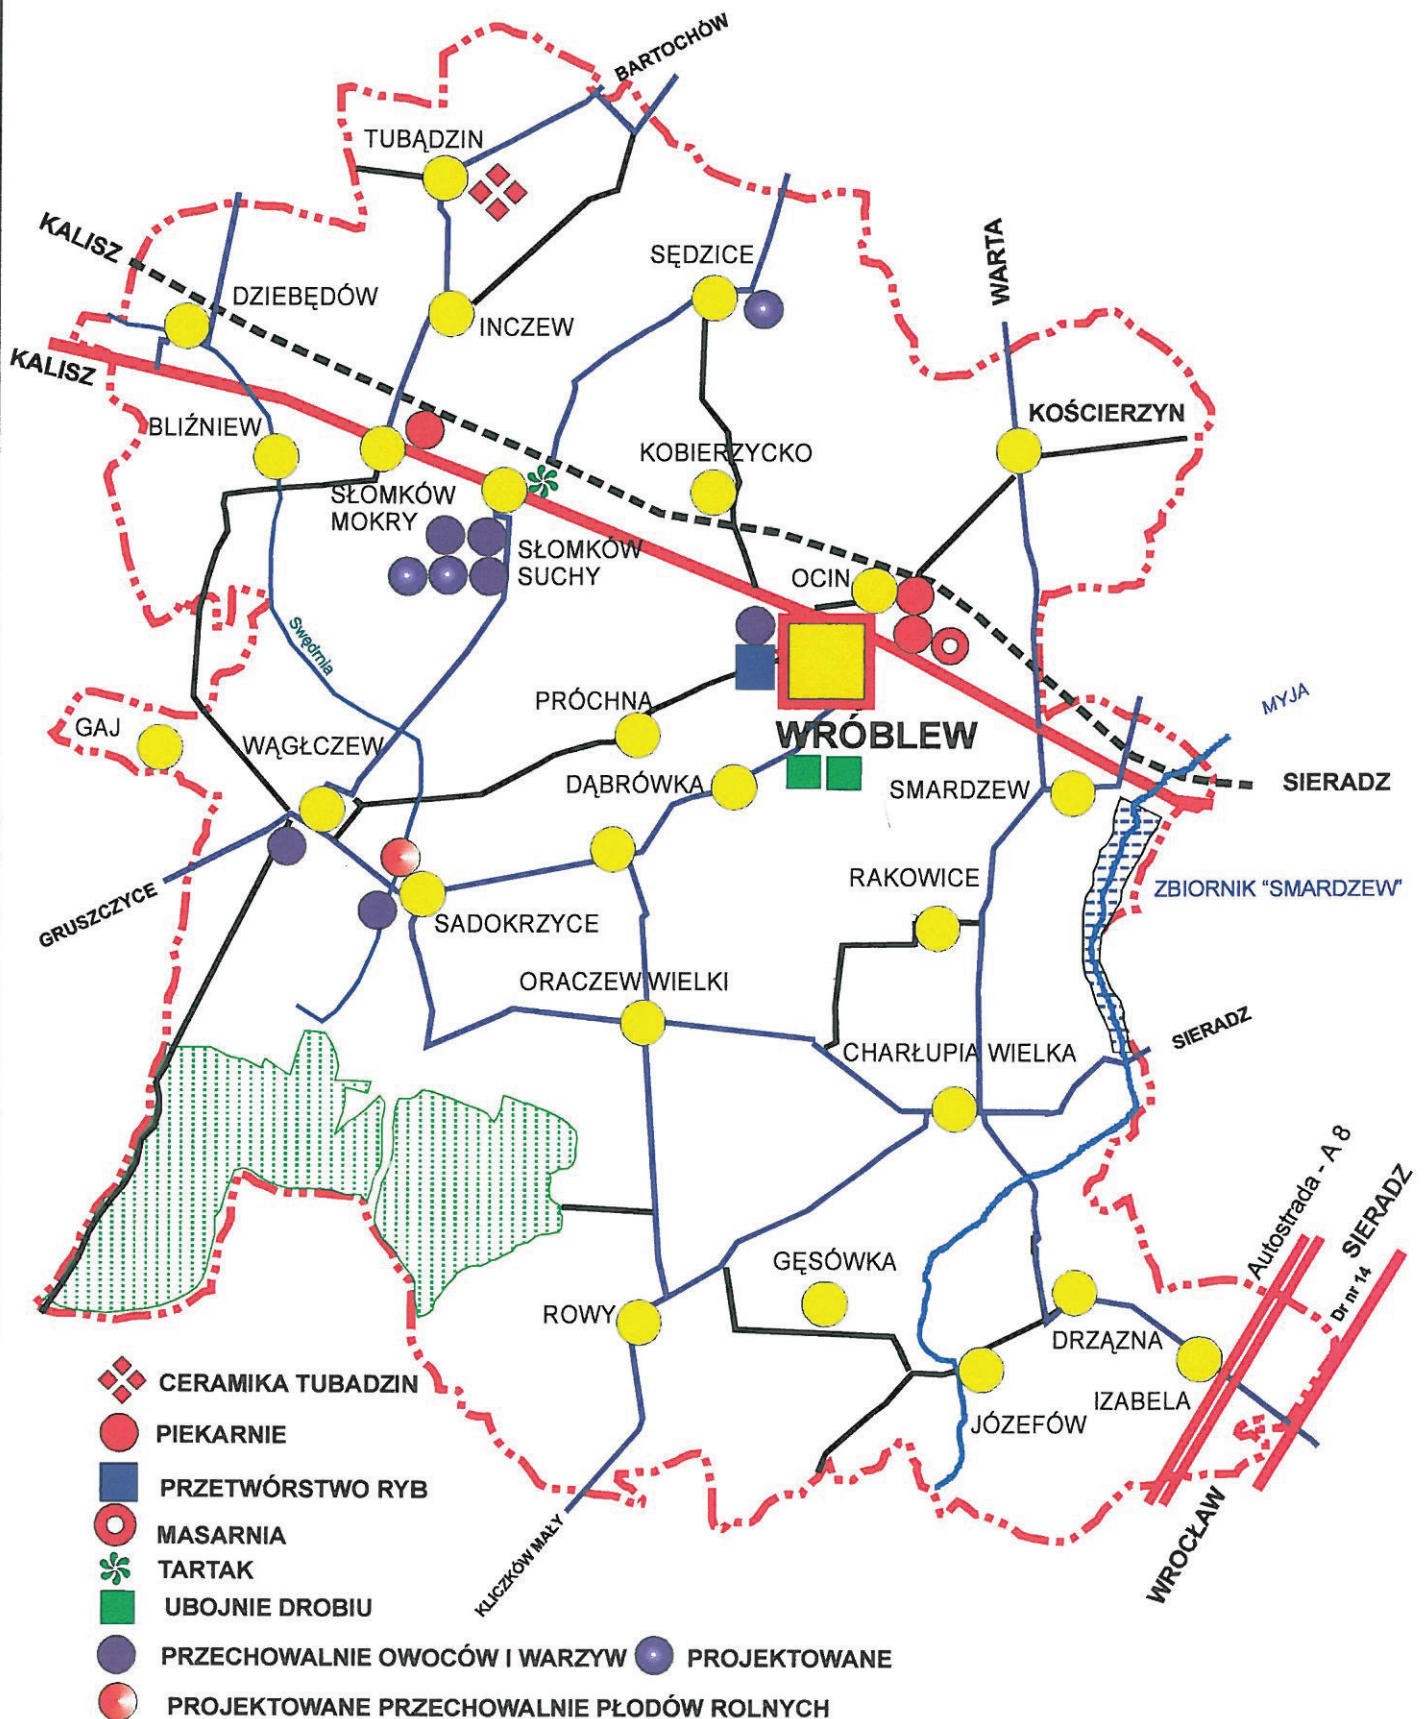 BARTOCHÓW
TUBĄDZIN
KALISZ
SĘDZICE
WARTA
DZIEBĘDÓW
INCZEW
KALISZ
BLIŹNIEW
KOŚCIERZYN
KOBIERZYCKO
SŁOMKÓW
MOKRY
SŁOMKÓW
SUCHY
OCIN
Swędrnia
PRÓCHNA
MYJA
GAJ
WĄGŁCZEW
WRÓBLEW
DĄBRÓWKA
SMARDZEW
SIERADZ
RAKOWICE
ZBIORNIK "SMARDZEW"
GRUSZCZYCE
SADOKRZYCE
ORACZEW WIELKI
SIERADZ
CHARŁUPIA WIELKA
Autostrada - A 8
SIERADZ
Dr nr 14
GĘSÓWKA
ROWY
DRZĄZNA
IZABELA
JÓZEFÓW
WROCŁAW
KLICZKÓW MAŁY
CERAMIKA TUBADZIN
PIEKARNIE
PRZETWÓRSTWO RYB
MASARNIA
TARTAK
UBOJNIE DROBIU
PRZECHOWALNIE OWOCÓW I WARZYW PROJEKTOWANE
PROJEKTOWANE PRZECHOWALNIE PŁODÓW ROLNYCH